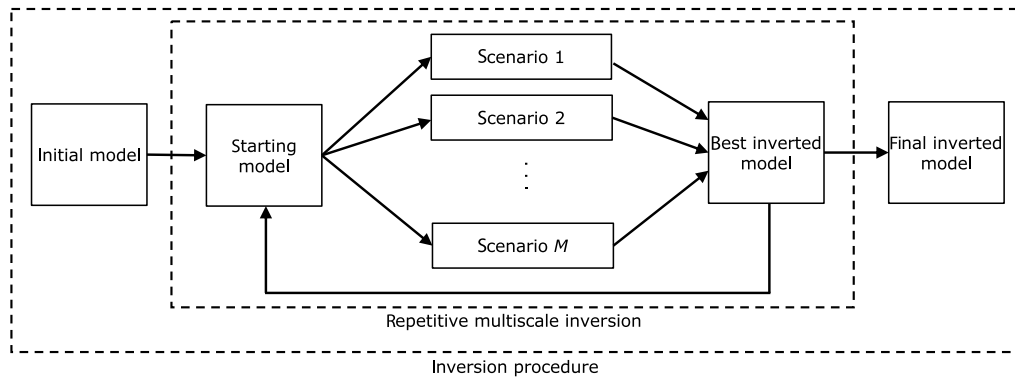 Initial model
Starting
model
Scenario 1
Scenario 2
⋮
Scenario M
Best inverted
model
Final inverted
model
Repetitive multiscale inversion
Inversion procedure